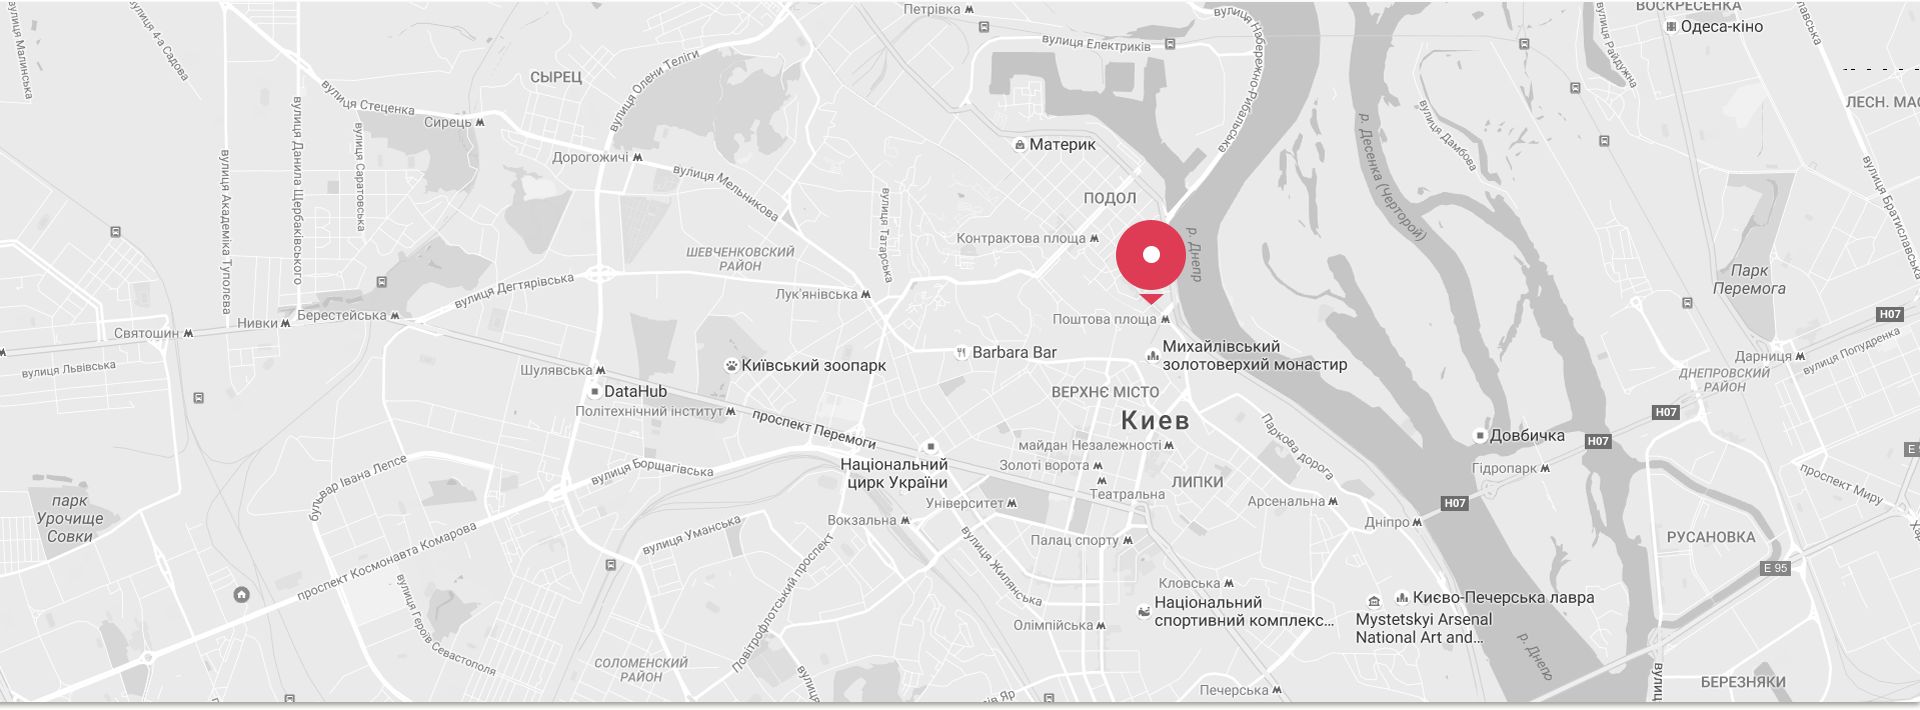 Петрівка
ВОСКРЕСЕНКА
Одеса-кіно
вулиця Малинська
вулиця 4-а Садова
вулиця Електриків
вулиця Набережно-Рибальська
вулиця Райдужна
СЫРЕЦ
вулиця Олени Теліги
вулиця Стеценка
Сирець
вулиця Данила Щербаківського
вулиця Саратовська
вулиця Академіка Туполєва
Дорогожичі
вулиця Мельникова
Материк
ПОДОЛ
р. Десенка (Черторой)
вулиця Дамбова
ЛЕСН. МАС
вулиця Братиславська
вулиця Татарська
Контрактова площа
ШЕВЧЕНКОВСКИЙ
РАЙОН
р. Днепр
Парк
Перемога
вулиця Дегтярівська
Лук'янівська
Берестейська
Нивки
Святошин
вулиця Львівська
Поштова площа
H07
Дарниця
вулиця Попудренка
ДНЕПРОВСКИЙ
РАЙОН
Михайлівський
золотоверхий монастир
Barbara Bar
Київський зоопарк
Шулявська
DataHub
Політехнічний інститут
проспект Перемоги
ВЕРХНЄ МІСТО
Киев
H07
Паркова дорога
Довбичка
H07
майдан Незалежності
Золоті ворота
Театральна
ЛИПКИ
Гідропарк
Національний
цирк України
вулиця Борщагівська
бульвар Івана Лепсе
Університет
Арсенальна
H07
проспект Миру
парк
Урочище
Совки
Вокзальна
Дніпро
вулиця Уманська
Палац спорту
РУСАНОВКА
E 95
проспект Космонавта Комарова
вулиця Жилянська
Повітрофлотський проспект
Кловська
Національний
спортивний комплекс...
Києво-Печерська лавра
Mystetskyi Arsenal
National Art and...
вулиця Героїв Севастополя
Олімпійська
СОЛОМЕНСКИЙ
РАЙОН
р. Днепр
БЕРЕЗНЯКИ
Печерська